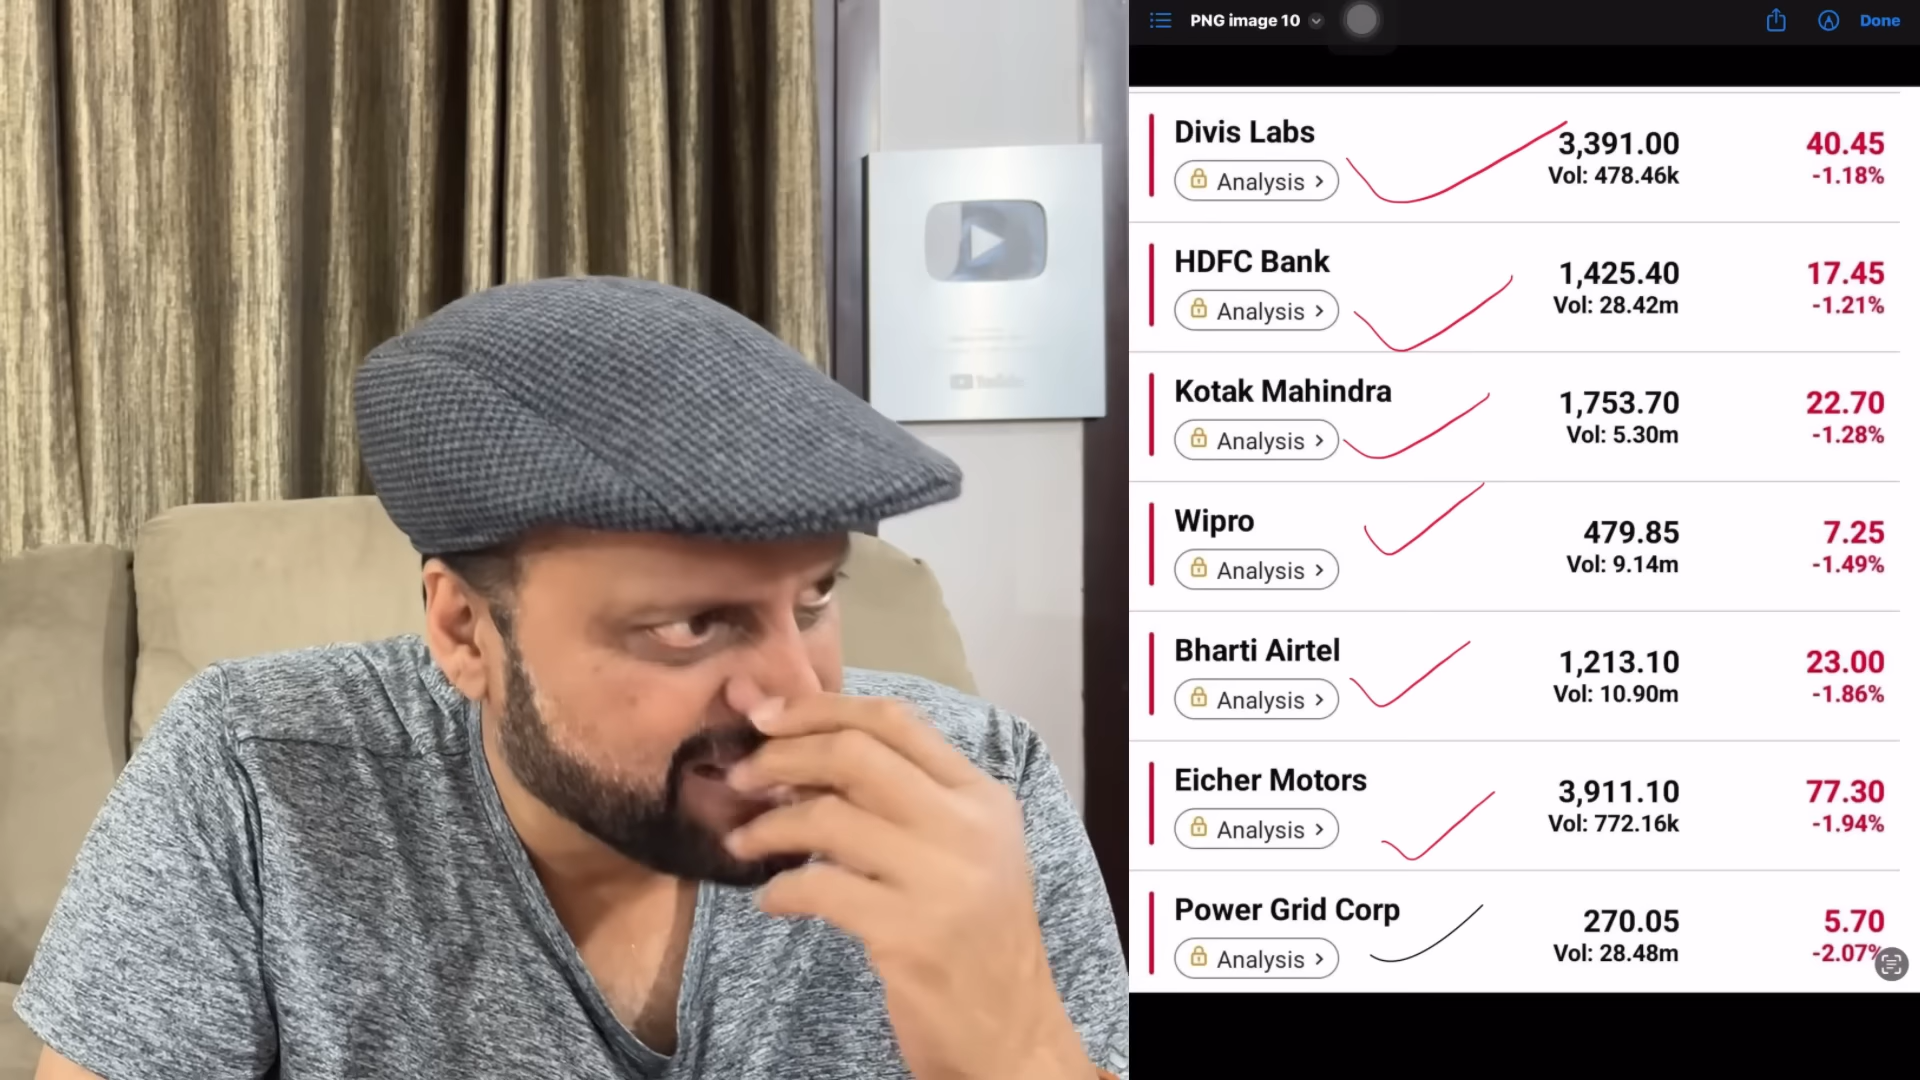 PNG image 10
Done
Divis Labs
3,391.00
40.45
Analysis
Vol: 478.46k
-1.18%
HDFC Bank
1,425.40
17.45
Analysis
Vol: 28.42m
-1.21%
Kotak Mahindra
1,753.70
22.70
Analysis
Vol: 5.30m
-1.28%
Wipro
479.85
7.25
Analysis
Vol: 9.14m
-1.49%
Bharti Airtel
1,213.10
23.00
Analysis
Vol: 10.90m
-1.86%
Eicher Motors
3,911.10
77.30
Analysis
Vol: 772.16k
-1.94%
Power Grid Corp
270.05
5.70
Analysis
Vol: 28.48m
-2.07%